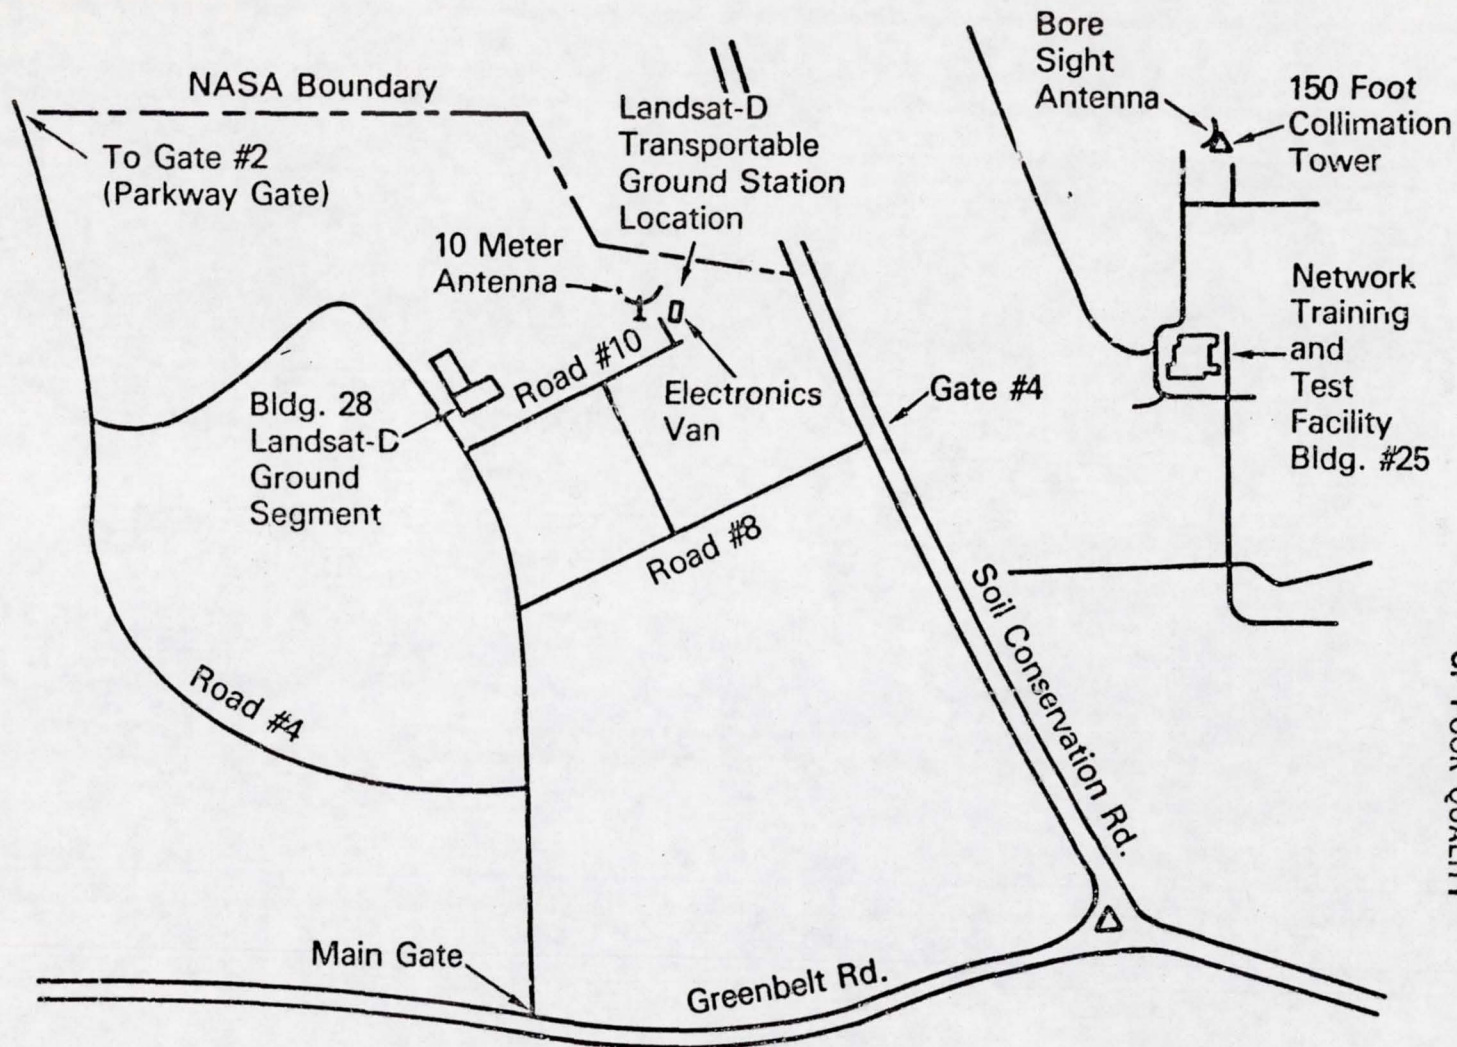 NASA Boundary
To Gate #2
(Parkway Gate)
Landsat-D
Transportable
Ground Station
Location
10 Meter
Antenna
Bore
Sight
Antenna
150 Foot
Collimation
Tower
Network
Training
and
Test
Facility
Bldg. #25
Road #10
Electronics
Van
Gate #4
Bldg. 28
Landsat-D
Ground
Segment
Road #8
Soil Conservation Rd.
Road #4
Main Gate
Greenbelt Rd.
POOR QUALITY